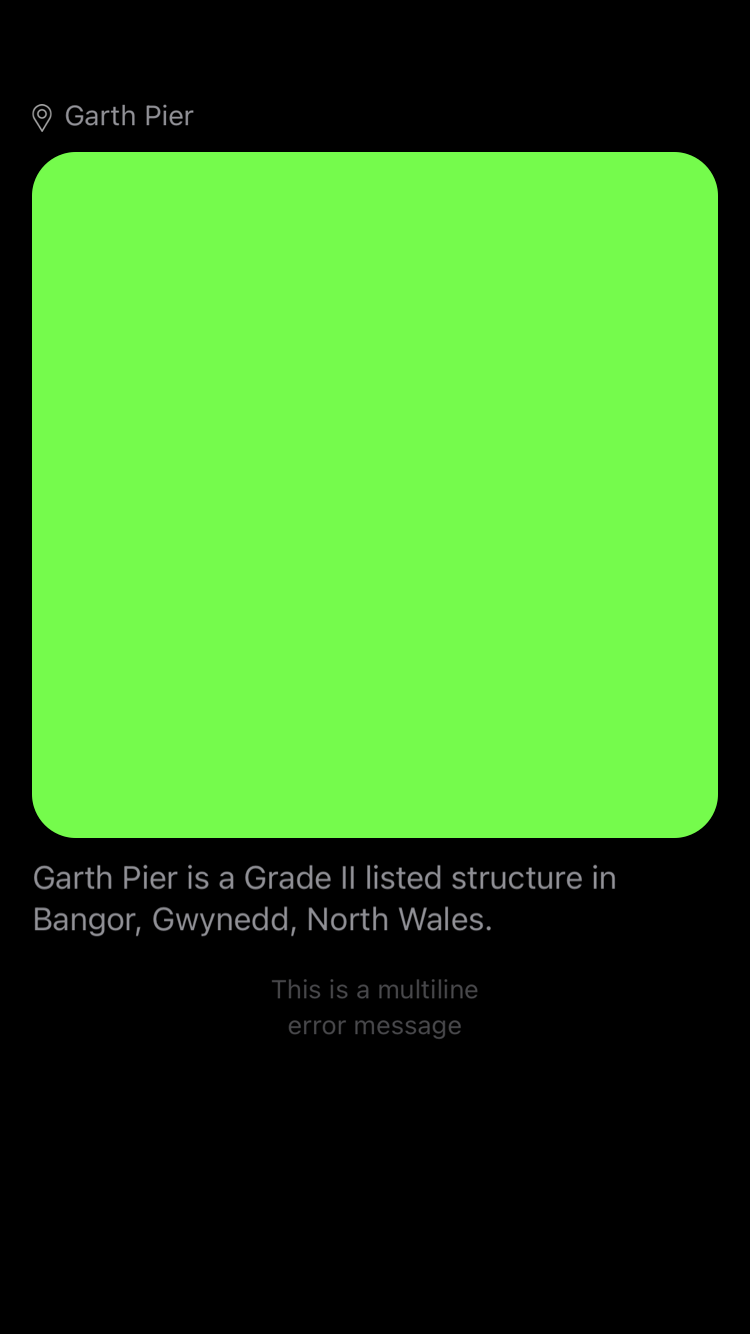 Garth Pier
Garth Pier is a Grade II listed structure in
Bangor, Gwynedd, North Wales.
This is a multiline
error message